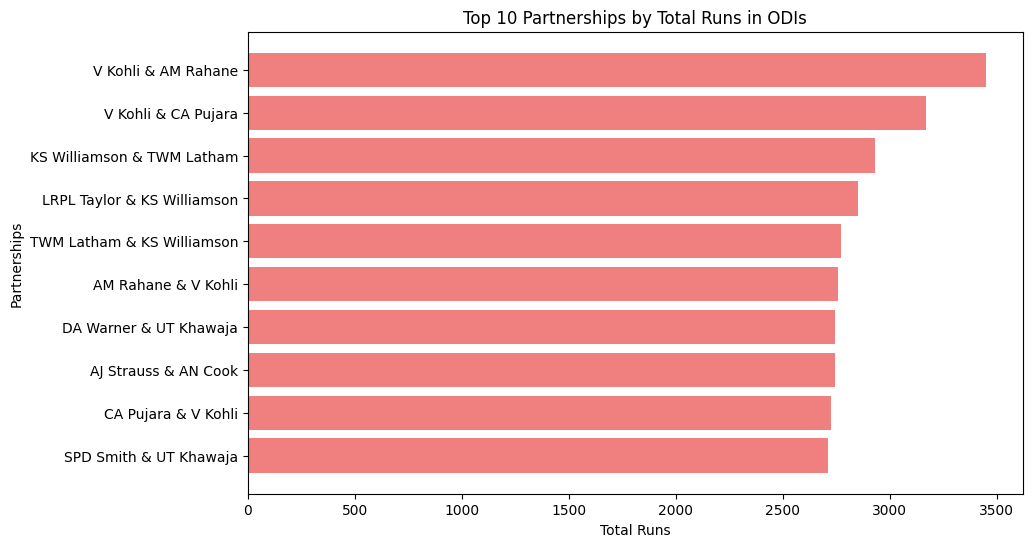 Top 10 Partnerships by Total Runs in ODIs
Partnerships
V Kohli & AM Rahane
V Kohli & CA Pujara
KS Williamson & TWM Latham
LRPL Taylor & KS Williamson
TWM Latham & KS Williamson
AM Rahane & V Kohli
DA Warner & UT Khawaja
AJ Strauss & AN Cook
CA Pujara & V Kohli
SPD Smith & UT Khawaja
0 500 1000 1500 2000 2500 3000 3500
Total Runs